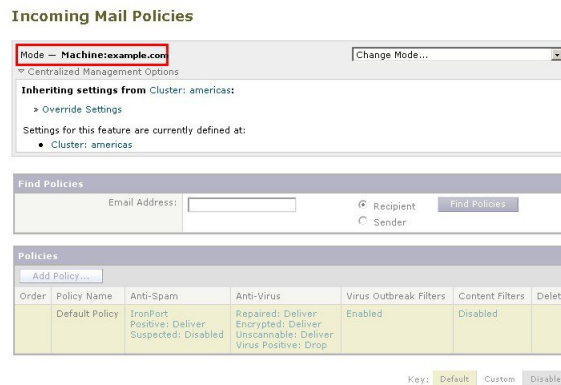 Incoming Mail Policies
Mode — Machine:example.com
Change Mode...
Centralized Management Options
Inheriting settings from Cluster: americas:
» Override Settings
Settings for this feature are currently defined at:
• Cluster: americas
Find Policies
Email Address:
Recipient
Find Policies
Sender
Policies
Add Policy...
Order Policy Name Anti-Spam Anti-Virus Virus Outbreak Filters Content Filters Delet
Default Policy IronPort Repaired: Deliver Enabled Disabled
Positive: Deliver Encrypted: Deliver
Suspected: Disabled Unscannable: Deliver
Virus Positive: Drop
Key: Default Custom Disable